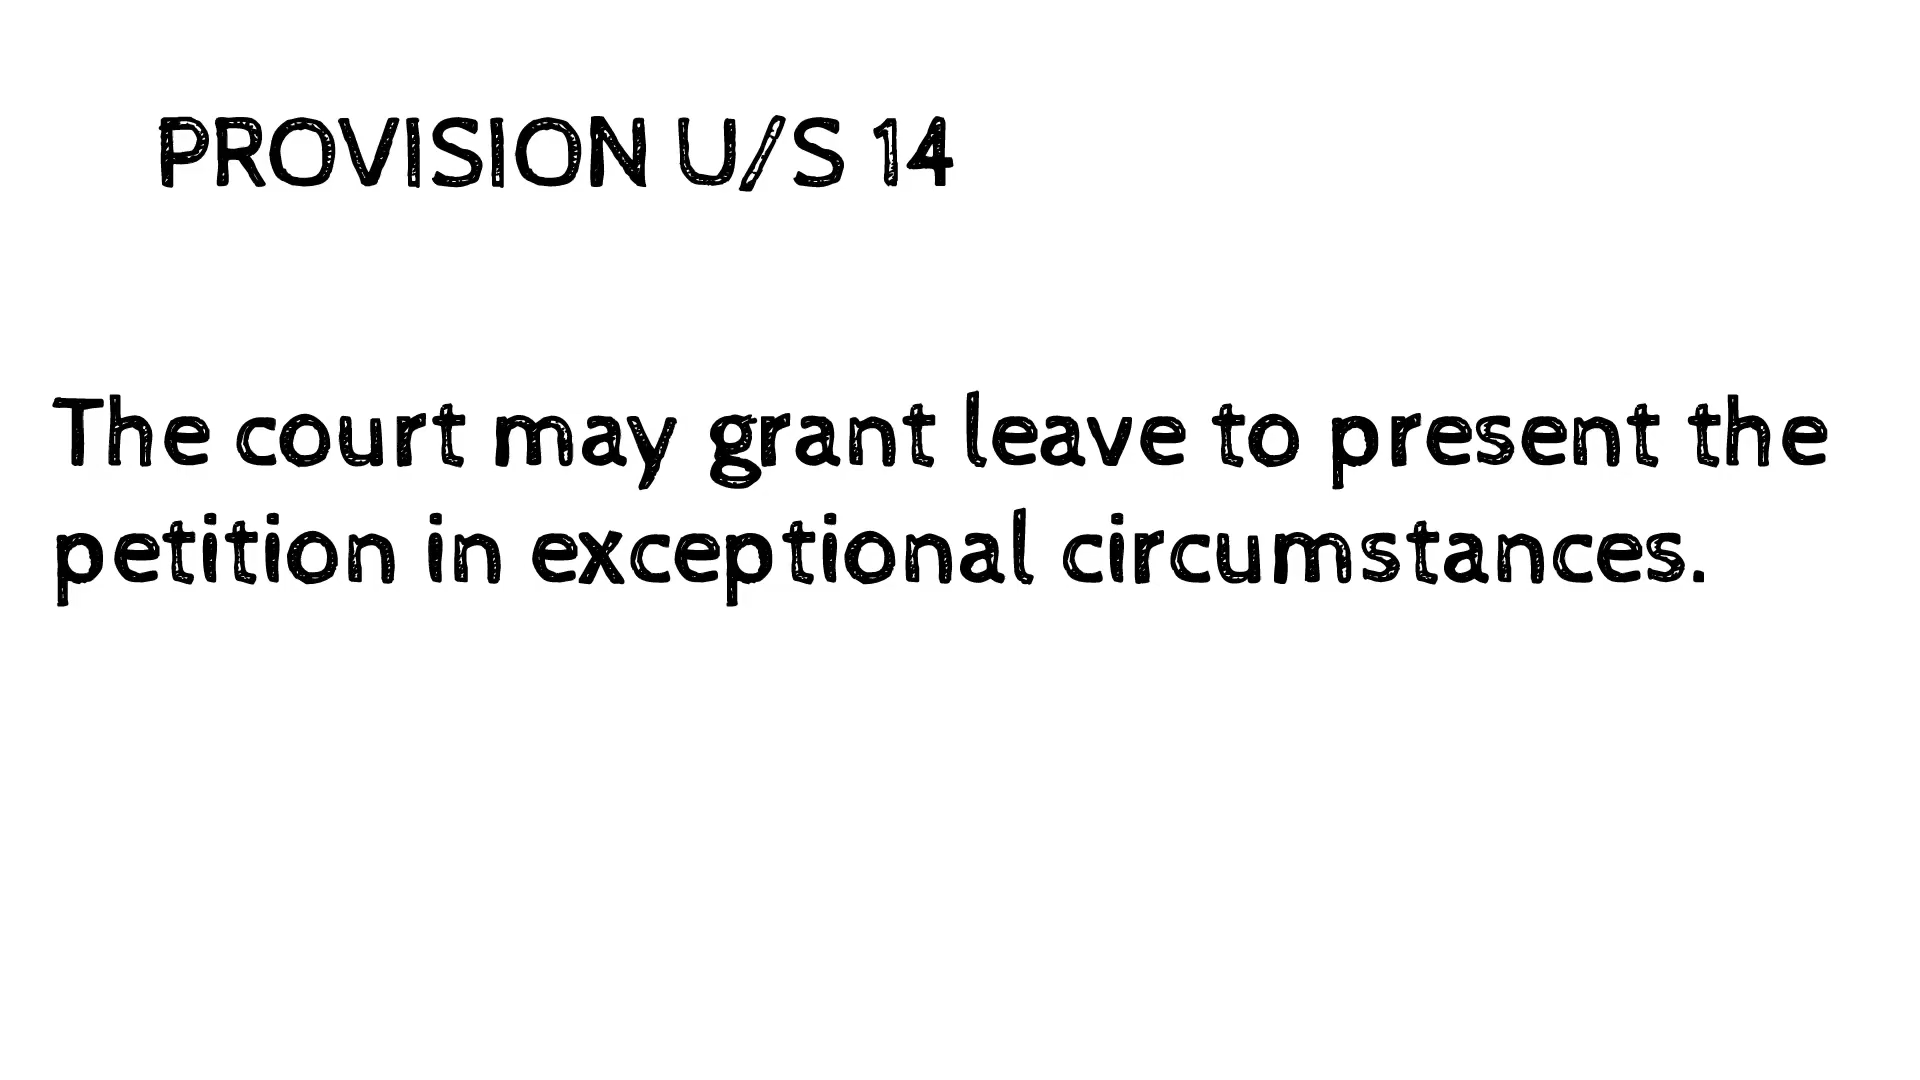 PROVISION U/S 14
The court may grant leave to present the
petition in exceptional circumstances.